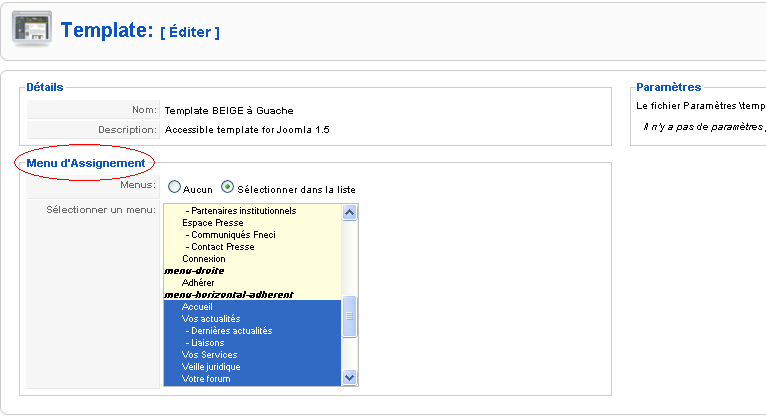 Template: [ Éditer ]
Détails
Nom: Template BEIGE à Guache
Description: Accessible template for Joomla 1.5
Paramètres
Le fichier Paramètres \temp
Il n'y a pas de paramètres
Menu d'Assignement
Menus: Aucun Sélectionner dans la liste
Sélectionner un menu:
- Partenaires institutionnels
Espace Presse
- Communiqués Fneci
- Contact Presse
Connexion
menu-droite
Adhérer
menu-horizontal-adherent
Accueil
Vos actualités
- Dernières actualités
- Liaisons
Vos Services
Veille juridique
Votre forum